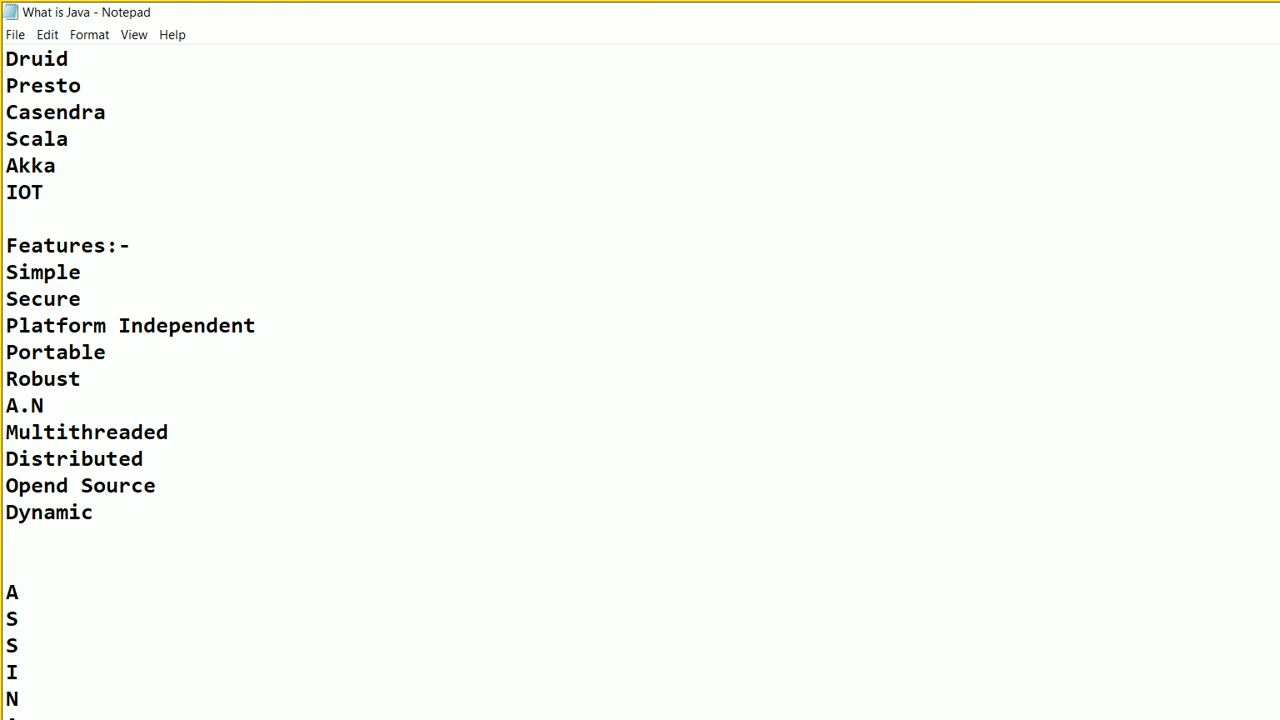 What is Java - Notepad
File Edit Format View Help
Druid
Presto
Casendra
Scala
Akka
IOT
Features:-
Simple
Secure
Platform Independent
Portable
Robust
A.N
Multithreaded
Distributed
Opend Source
Dynamic
A
S
S
I
N